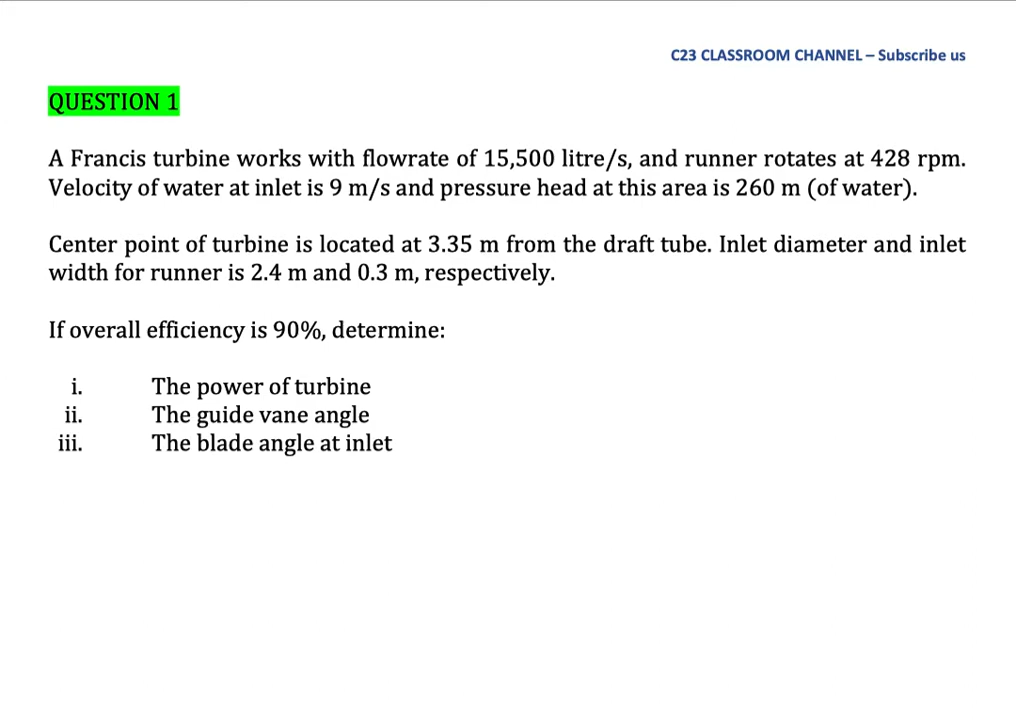 C23 CLASSROOM CHANNEL – Subscribe us
QUESTION 1
A Francis turbine works with flowrate of 15,500 litre/s, and runner rotates at 428 rpm.
Velocity of water at inlet is 9 m/s and pressure head at this area is 260 m (of water).
Center point of turbine is located at 3.35 m from the draft tube. Inlet diameter and inlet
width for runner is 2.4 m and 0.3 m, respectively.
If overall efficiency is 90%, determine:
i. The power of turbine
ii. The guide vane angle
iii. The blade angle at inlet